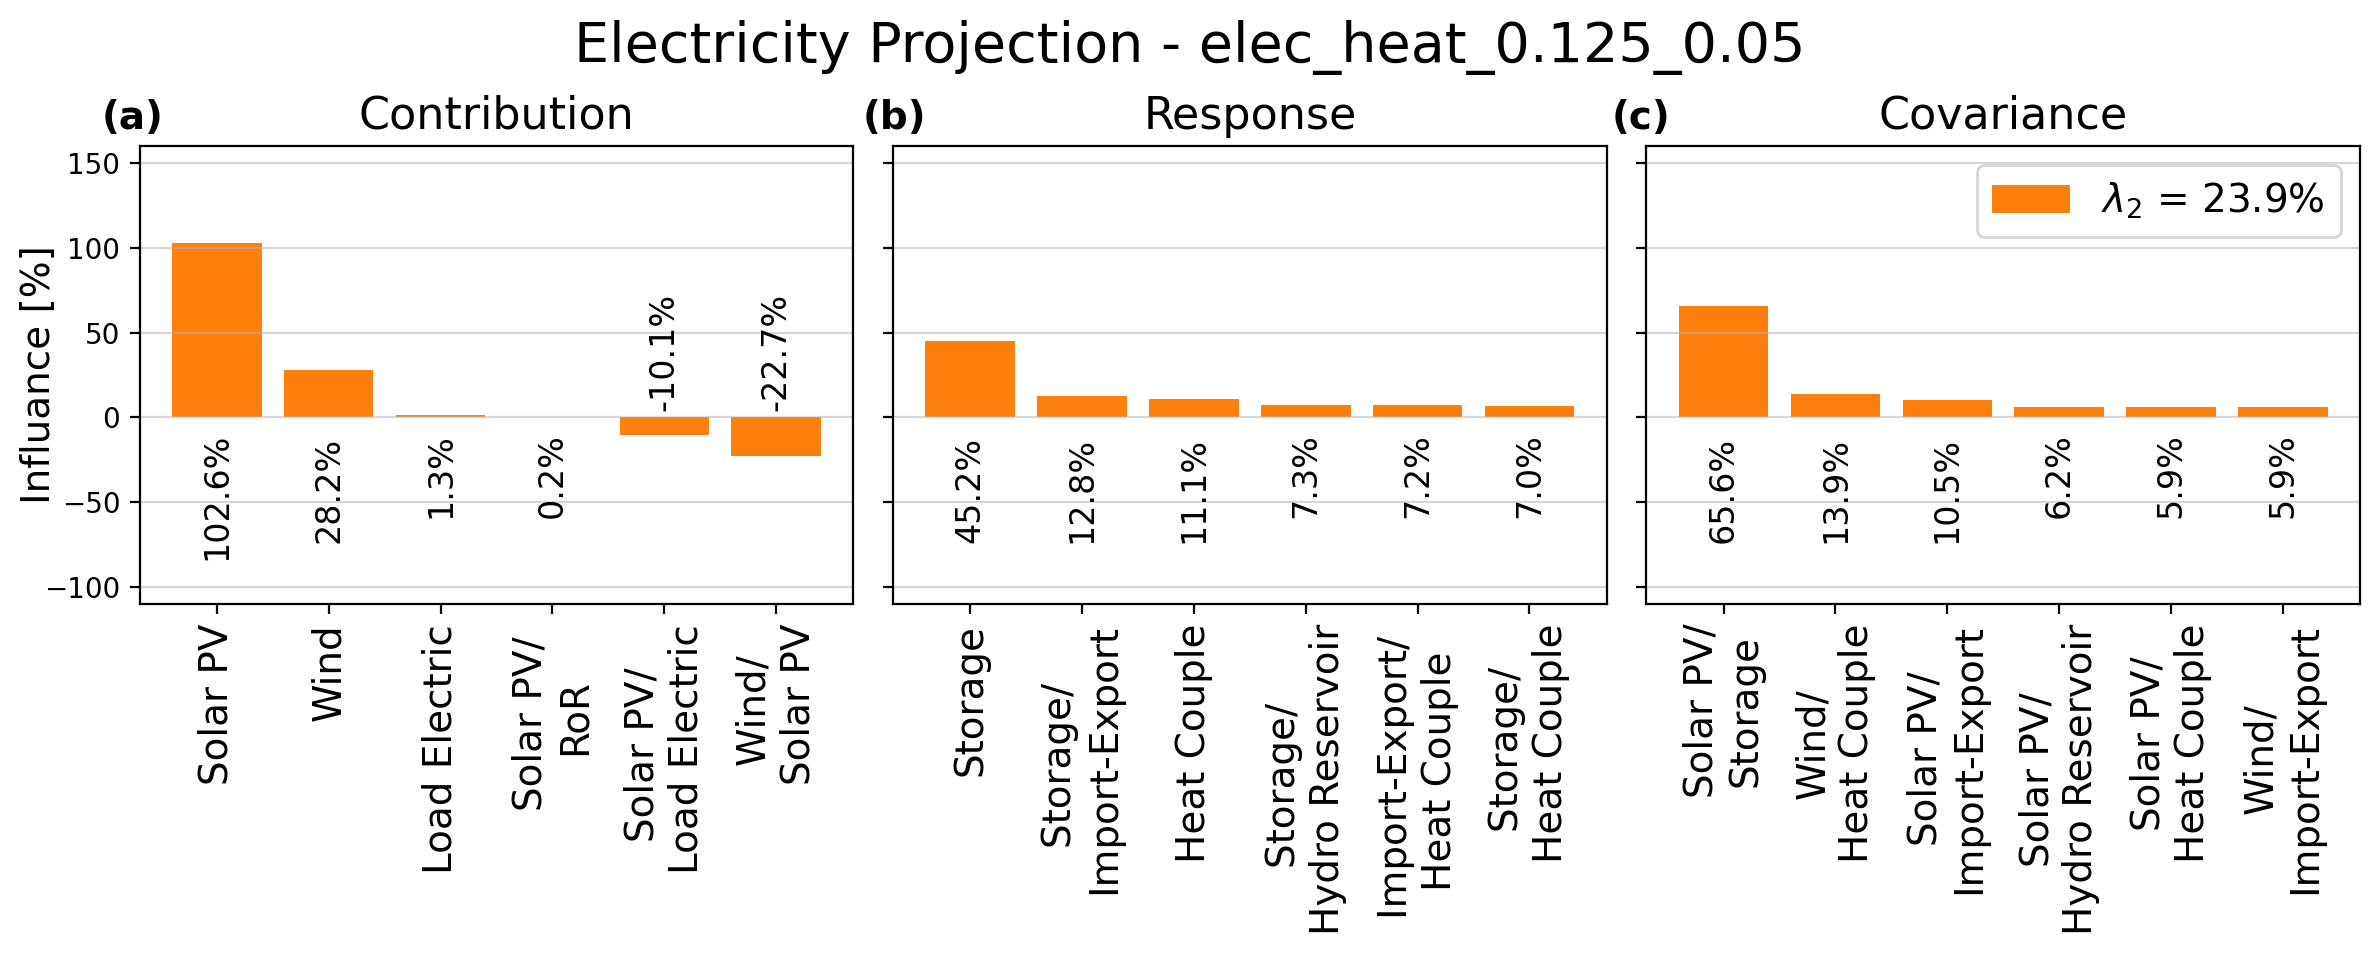 Electricity Projection - elec_heat_0.125_0.05
(a)
Contribution
(b)
Response
(c)
Covariance
Influance [%]
150
100
50
0
−50
−100
102.6%
28.2%
1.3%
0.2%
-10.1%
-22.7%
45.2%
12.8%
11.1%
7.3%
7.2%
7.0%
65.6%
13.9%
10.5%
6.2%
5.9%
5.9%
λ2 = 23.9%
Solar PV
Wind
Load Electric
Solar PV/
RoR
Solar PV/
Load Electric
Wind/
Solar PV
Storage
Storage/
Import-Export
Heat Couple
Storage/
Hydro Reservoir
Import-Export/
Heat Couple
Storage/
Heat Couple
Solar PV/
Storage
Wind/
Heat Couple
Solar PV/
Import-Export
Solar PV/
Hydro Reservoir
Solar PV/
Heat Couple
Wind/
Import-Export